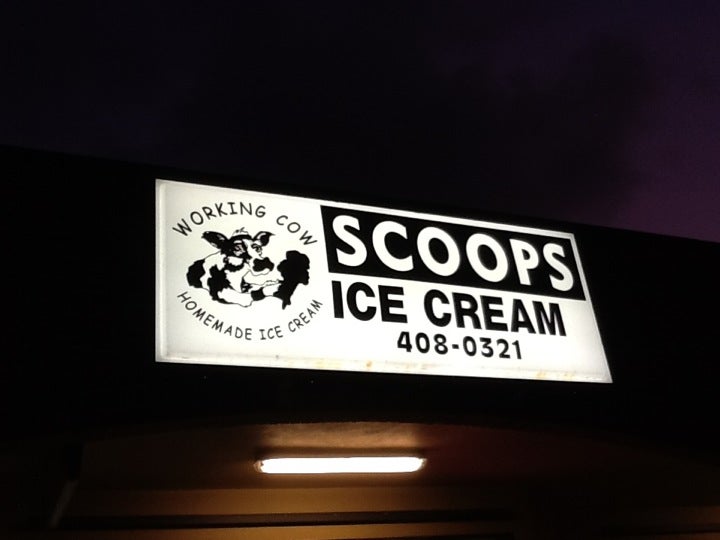 WORKING COW
HOMEMADE ICE CREAM
SCOOPS
ICE CREAM
408-0321